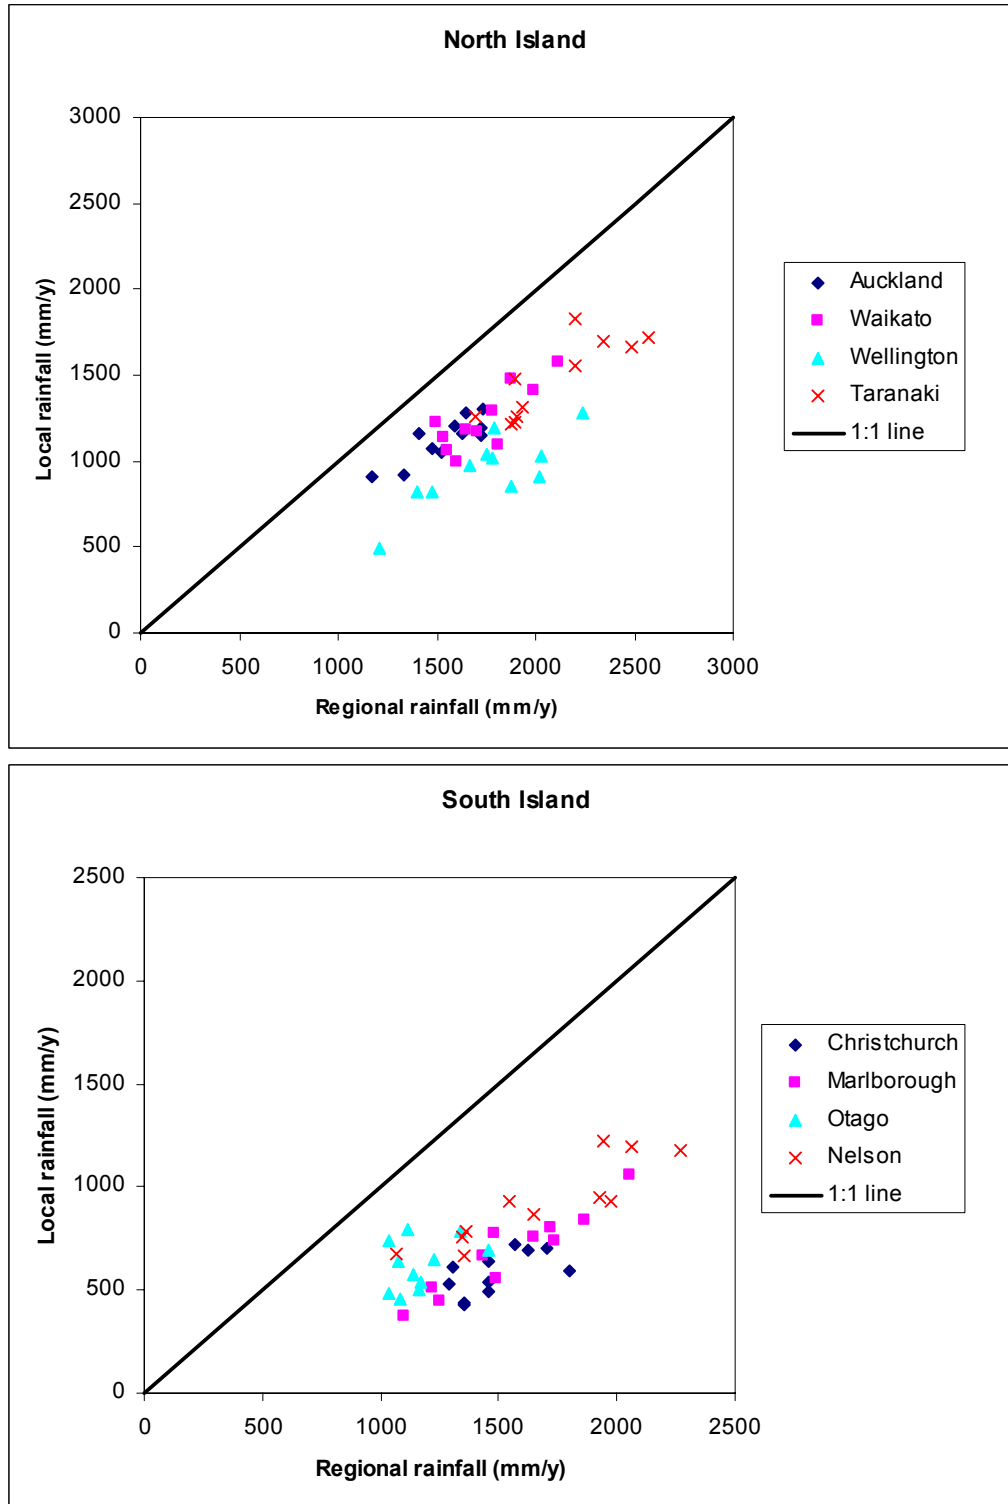 North Island
3000
2500
2000
1500
1000
500
0
0 500 1000 1500 2000 2500 3000
Local rainfall (mm/y)
Regional rainfall (mm/y)
Auckland
Waikato
Wellington
Taranaki
1:1 line
South Island
2500
2000
1500
1000
500
0
0 500 1000 1500 2000 2500
Local rainfall (mm/y)
Regional rainfall (mm/y)
Christchurch
Marlborough
Otago
Nelson
1:1 line